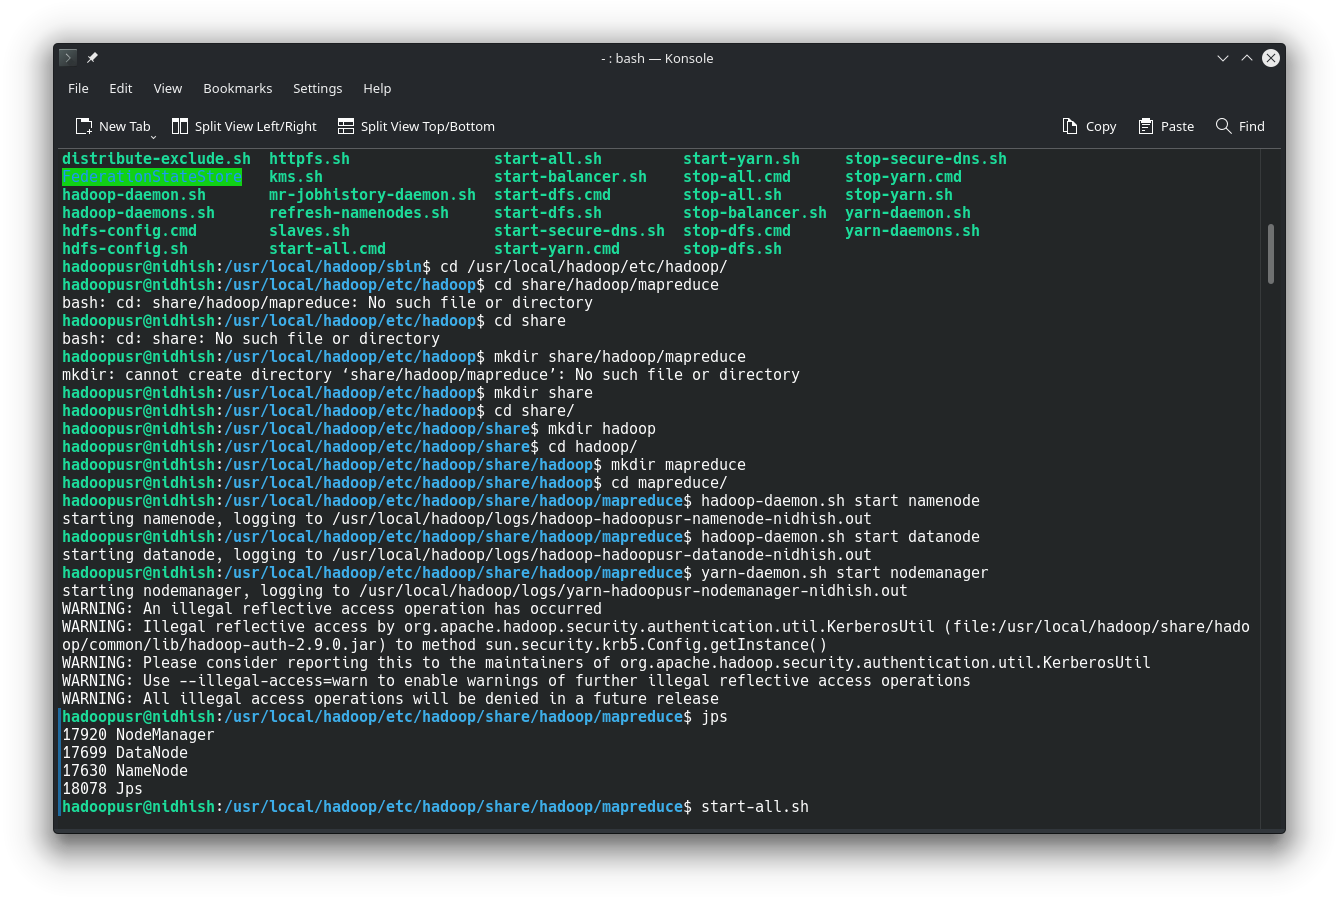 - : bash — Konsole
File Edit View Bookmarks Settings Help
New Tab Split View Left/Right Split View Top/Bottom Copy Paste Find
distribute-exclude.sh httpfs.sh start-all.sh start-yarn.sh stop-secure-dns.sh
FederationStateStore kms.sh start-balancer.sh stop-all.cmd stop-yarn.cmd
hadoop-daemon.sh mr-jobhistory-daemon.sh start-dfs.cmd stop-all.sh stop-yarn.sh
hadoop-daemons.sh refresh-namenodes.sh start-dfs.sh stop-balancer.sh yarn-daemon.sh
hdfs-config.cmd slaves.sh start-secure-dns.sh stop-dfs.cmd yarn-daemons.sh
hdfs-config.sh start-all.cmd start-yarn.cmd stop-dfs.sh
hadoopusr@nidhish:/usr/local/hadoop/sbin$ cd /usr/local/hadoop/etc/hadoop/
hadoopusr@nidhish:/usr/local/hadoop/etc/hadoop$ cd share/hadoop/mapreduce
bash: cd: share/hadoop/mapreduce: No such file or directory
hadoopusr@nidhish:/usr/local/hadoop/etc/hadoop$ cd share
bash: cd: share: No such file or directory
hadoopusr@nidhish:/usr/local/hadoop/etc/hadoop$ mkdir share/hadoop/mapreduce
mkdir: cannot create directory ‘share/hadoop/mapreduce’: No such file or directory
hadoopusr@nidhish:/usr/local/hadoop/etc/hadoop$ mkdir share
hadoopusr@nidhish:/usr/local/hadoop/etc/hadoop$ cd share/
hadoopusr@nidhish:/usr/local/hadoop/etc/hadoop/share$ mkdir hadoop
hadoopusr@nidhish:/usr/local/hadoop/etc/hadoop/share$ cd hadoop/
hadoopusr@nidhish:/usr/local/hadoop/etc/hadoop/share/hadoop$ mkdir mapreduce
hadoopusr@nidhish:/usr/local/hadoop/etc/hadoop/share/hadoop$ cd mapreduce/
hadoopusr@nidhish:/usr/local/hadoop/etc/hadoop/share/hadoop/mapreduce$ hadoop-daemon.sh start namenode
starting namenode, logging to /usr/local/hadoop/logs/hadoop-hadoopusr-namenode-nidhish.out
hadoopusr@nidhish:/usr/local/hadoop/etc/hadoop/share/hadoop/mapreduce$ hadoop-daemon.sh start datanode
starting datanode, logging to /usr/local/hadoop/logs/hadoop-hadoopusr-datanode-nidhish.out
hadoopusr@nidhish:/usr/local/hadoop/etc/hadoop/share/hadoop/mapreduce$ yarn-daemon.sh start nodemanager
starting nodemanager, logging to /usr/local/hadoop/logs/yarn-hadoopusr-nodemanager-nidhish.out
WARNING: An illegal reflective access operation has occurred
WARNING: Illegal reflective access by org.apache.hadoop.security.authentication.util.KerberosUtil (file:/usr/local/hadoop/share/hado
op/common/lib/hadoop-auth-2.9.0.jar) to method sun.security.krb5.Config.getInstance()
WARNING: Please consider reporting this to the maintainers of org.apache.hadoop.security.authentication.util.KerberosUtil
WARNING: Use --illegal-access=warn to enable warnings of further illegal reflective access operations
WARNING: All illegal access operations will be denied in a future release
hadoopusr@nidhish:/usr/local/hadoop/etc/hadoop/share/hadoop/mapreduce$ jps
17920 NodeManager
17699 DataNode
17630 NameNode
18078 Jps
hadoopusr@nidhish:/usr/local/hadoop/etc/hadoop/share/hadoop/mapreduce$ start-all.sh